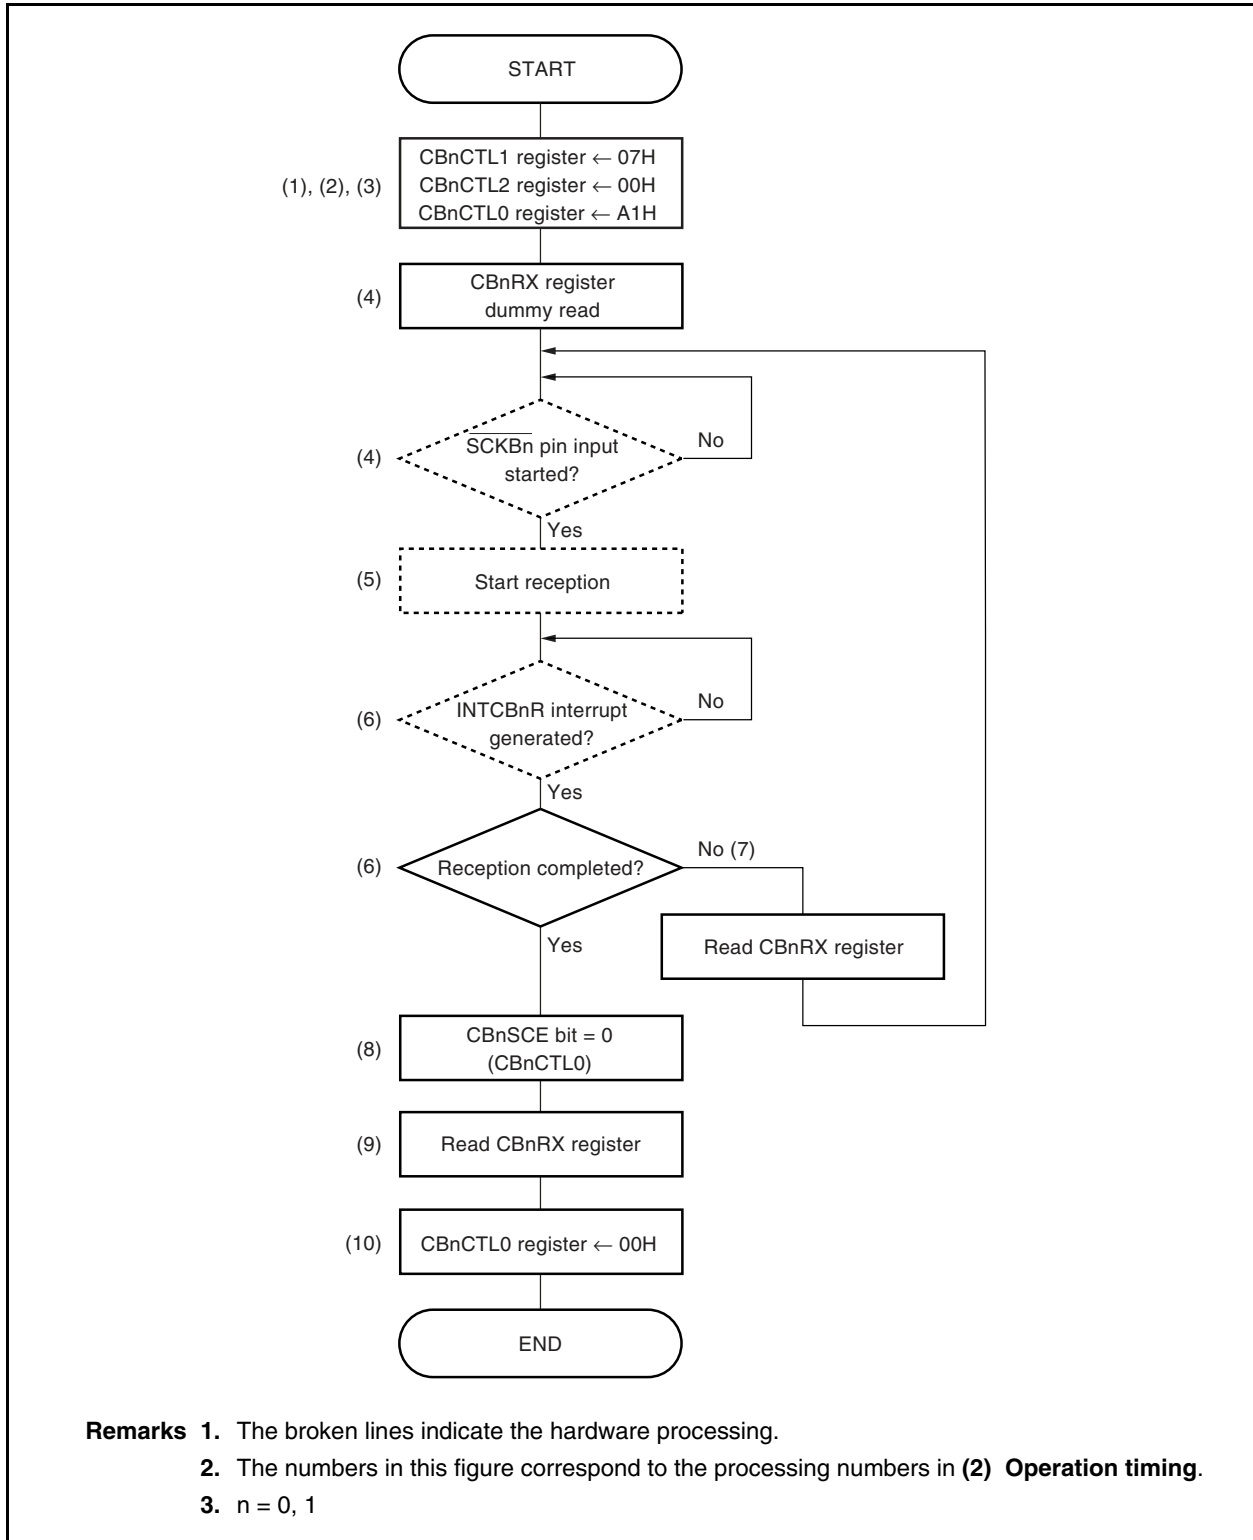 START
(1), (2), (3)
CBnCTL1 register ← 07H
CBnCTL2 register ← 00H
CBnCTL0 register ← A1H
(4)
CBnRX register
dummy read
(4)
SCKBn pin input
started?
No
Yes
(5)
Start reception
(6)
INTCBnR interrupt
generated?
No
Yes
(6)
Reception completed?
No (7)
Yes
Read CBnRX register
(8)
CBnSCE bit = 0
(CBnCTL0)
(9)
Read CBnRX register
(10)
CBnCTL0 register ← 00H
END
Remarks 1. The broken lines indicate the hardware processing.
2. The numbers in this figure correspond to the processing numbers in (2) Operation timing.
3. n = 0, 1